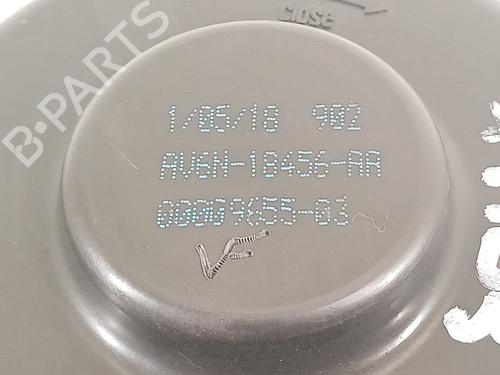 B-PARTS
close
1/05/18 902
AV6N-18456-AA
00009655-03